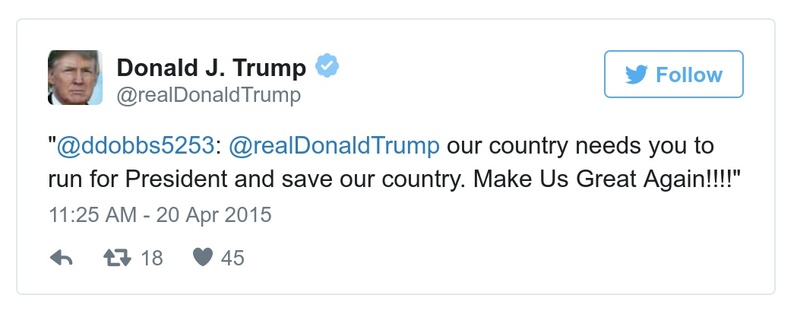 Donald J. Trump
@realDonaldTrump
Follow
"@ddobbs5253: @realDonaldTrump our country needs you to
run for President and save our country. Make Us Great Again!!!!"
11:25 AM - 20 Apr 2015
18 45